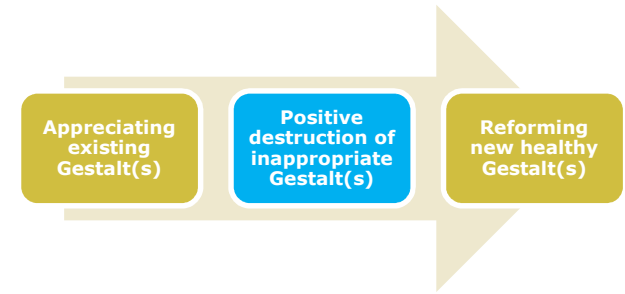 Appreciating
existing
Gestalt(s)
Positive
destruction of
inappropriate
Gestalt(s)
Reforming
new healthy
Gestalt(s)